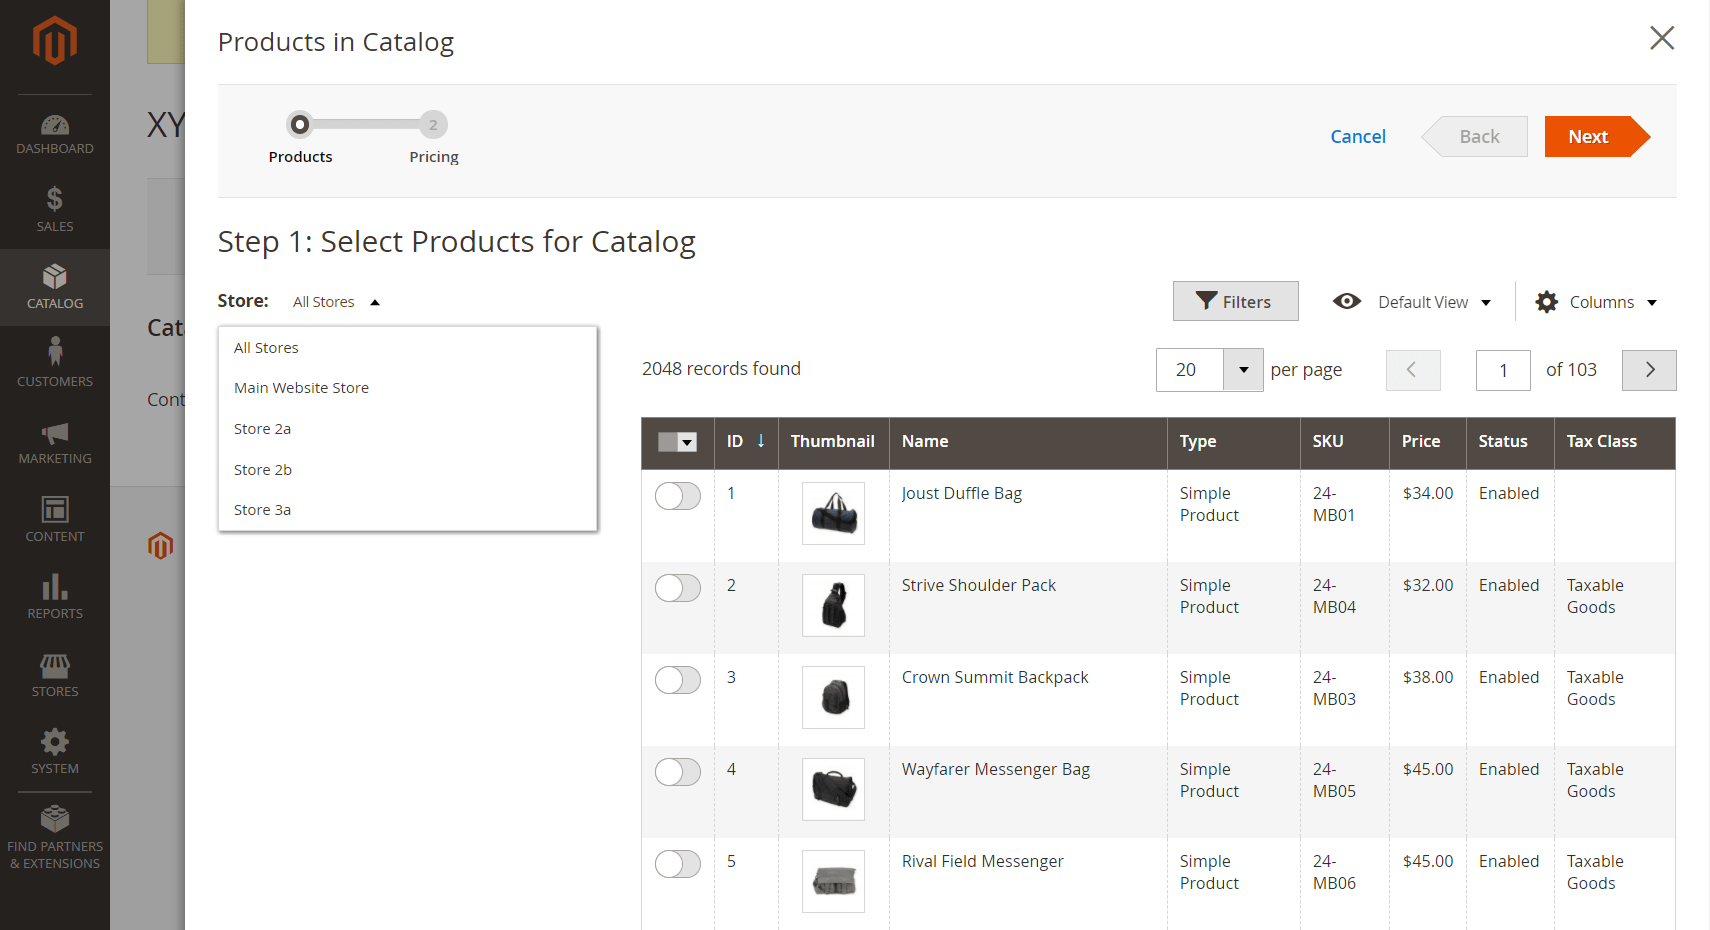 Products in Catalog
XY
DASHBOARD
SALES
CATALOG
CUSTOMERS
MARKETING
CONTENT
REPORTS
STORES
SYSTEM
FIND PARTNERS
& EXTENSIONS
Cat
Cont
2
Products
Pricing
Cancel
Back
Next
Step 1: Select Products for Catalog
Store: All Stores
Filters
Default View
Columns
All Stores
Main Website Store
Store 2a
Store 2b
Store 3a
2048 records found
20 per page
1 of 103
ID ↓ Thumbnail Name Type SKU Price Status Tax Class
1 Joust Duffle Bag Simple 24- $34.00 Enabled
Product MB01
2 Strive Shoulder Pack Simple 24- $32.00 Enabled Taxable
Product MB04 Goods
3 Crown Summit Backpack Simple 24- $38.00 Enabled Taxable
Product MB03 Goods
4 Wayfarer Messenger Bag Simple 24- $45.00 Enabled Taxable
Product MB05 Goods
5 Rival Field Messenger Simple 24- $45.00 Enabled Taxable
Product MB06 Goods